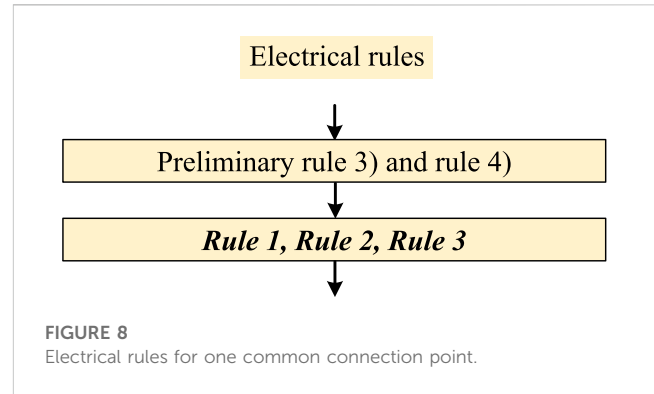 Electrical rules
Preliminary rule 3) and rule 4)
Rule 1, Rule 2, Rule 3
FIGURE 8
Electrical rules for one common connection point.